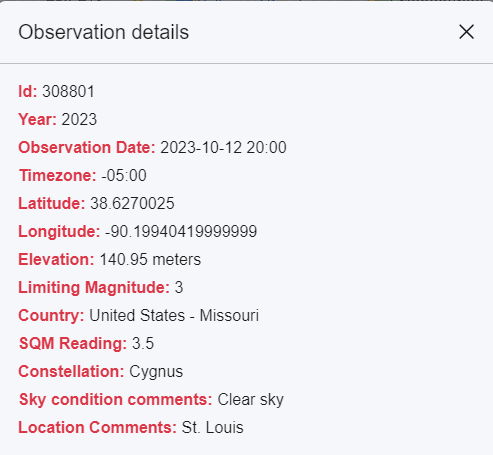 Observation details
Id: 308801
Year: 2023
Observation Date: 2023-10-12 20:00
Timezone: -05:00
Latitude: 38.6270025
Longitude: -90.19940419999999
Elevation: 140.95 meters
Limiting Magnitude: 3
Country: United States - Missouri
SQM Reading: 3.5
Constellation: Cygnus
Sky condition comments: Clear sky
Location Comments: St. Louis